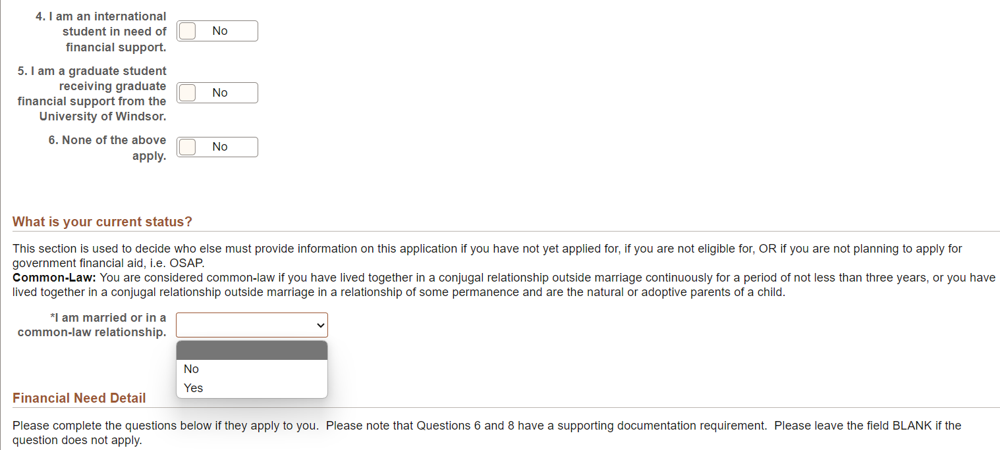 4. I am an international
student in need of
financial support.
No
5. I am a graduate student
receiving graduate
financial support from the
University of Windsor.
No
6. None of the above
apply.
No
What is your current status?
This section is used to decide who else must provide information on this application if you have not yet applied for, if you are not eligible for, OR if you are not planning to apply for
government financial aid, i.e. OSAP.
Common-Law: You are considered common-law if you have lived together in a conjugal relationship outside marriage continuously for a period of not less than three years, or you have
lived together in a conjugal relationship outside marriage in a relationship of some permanence and are the natural or adoptive parents of a child.
*I am married or in a
common-law relationship.
No
Yes
Financial Need Detail
Please complete the questions below if they apply to you.  Please note that Questions 6 and 8 have a supporting documentation requirement.  Please leave the field BLANK if the
question does not apply.